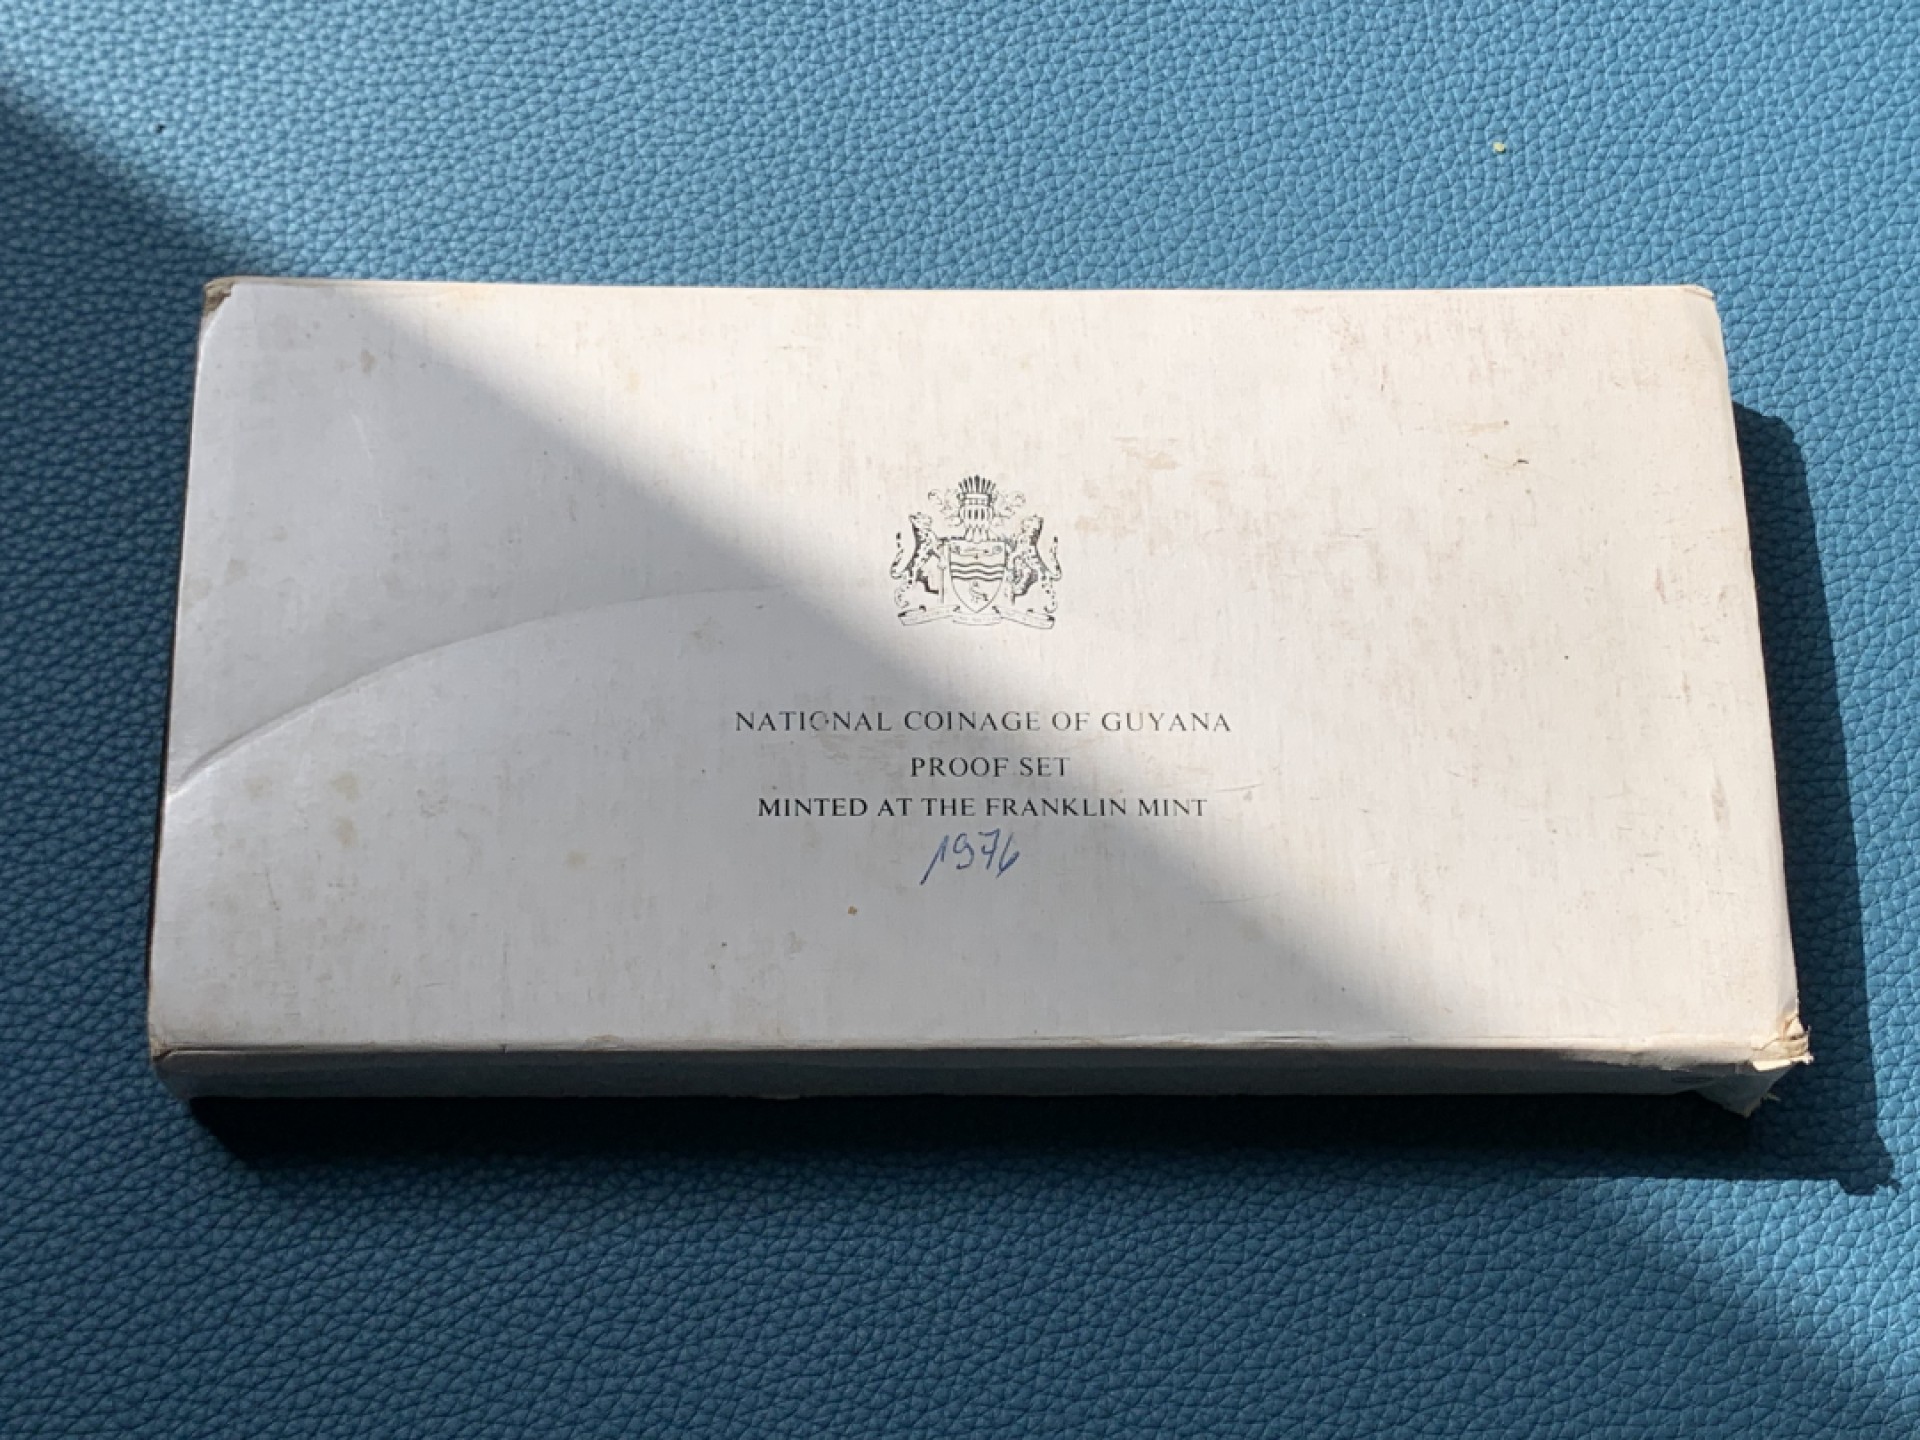 NATIONAL COINAGE OF GUYANA
PROOF SET
MINTED AT THE FRANKLIN MINT
1976